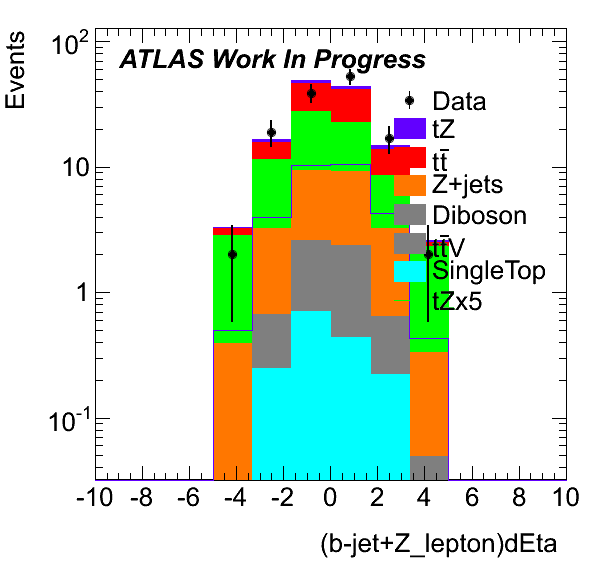 Events
10²
10
1
10⁻¹
ATLAS Work In Progress
Data
tZ
tt̄
Z+jets
Diboson
tt̄V
SingleTop
tZx5
-10 -8 -6 -4 -2 0 2 4 6 8 10
(b-jet+Z_lepton)dEta